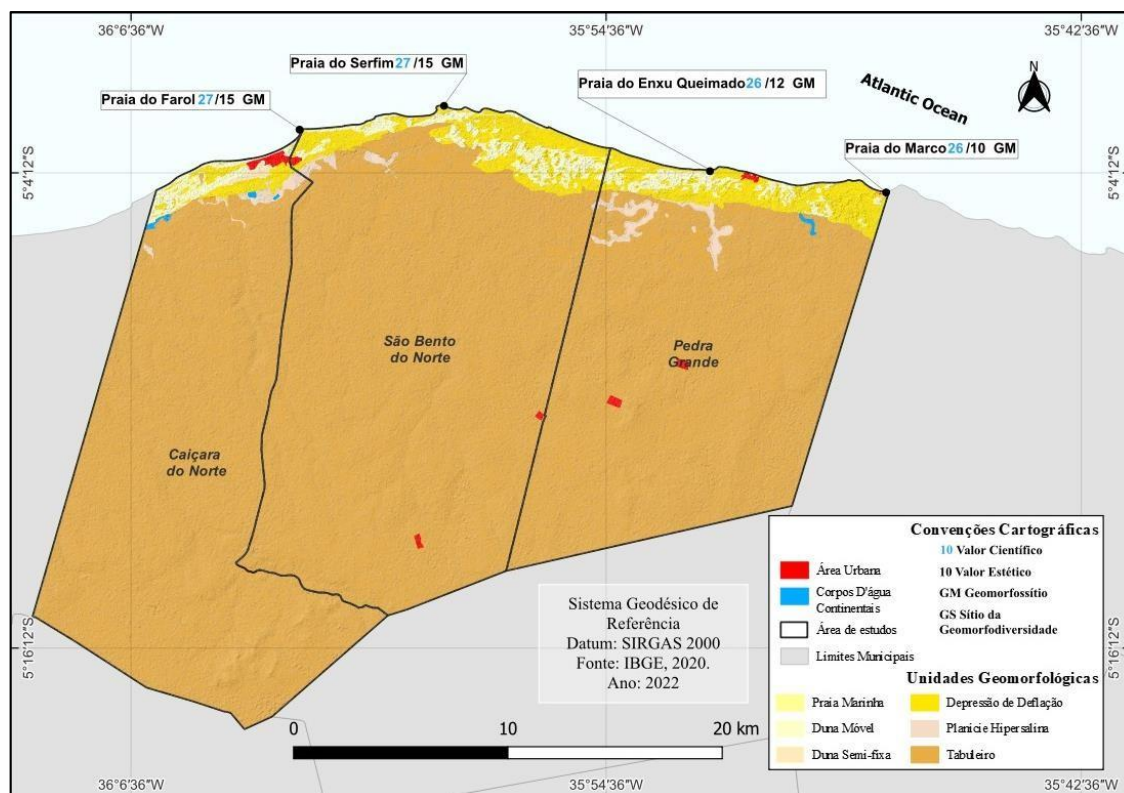 36°6'36"W
35°54'36"W
35°42'36"W
Praia do Serfim 27/15 GM
Praia do Farol 27/15 GM
Praia do Enxu Queimado 26/12 GM
Atlantic Ocean
N
Praia do Marco 26/10 GM
5°4'12"S
5°4'12"S
São Bento
do Norte
Pedra
Grande
Caiçara
do Norte
Sistema Geodésico de
Referência
Datum: SIRGAS 2000
Fonte: IBGE, 2020.
Ano: 2022
Convenções Cartográficas
10 Valor Científico
Área Urbana
10 Valor Estético
Corpos D'água
Continentais
GM Geomorfossítio
Área de estudos
GS Sítio da
Geomorfodiversidade
Limites Municipais
Unidades Geomorfológicas
Praia Marinha
Depressão de Deflação
Duna Móvel
Planicie Hipersalina
Duna Semi-fixa
Tabuleiro
5°16'12"S
5°16'12"S
0
10
20 km
36°6'36"W
35°54'36"W
35°42'36"W